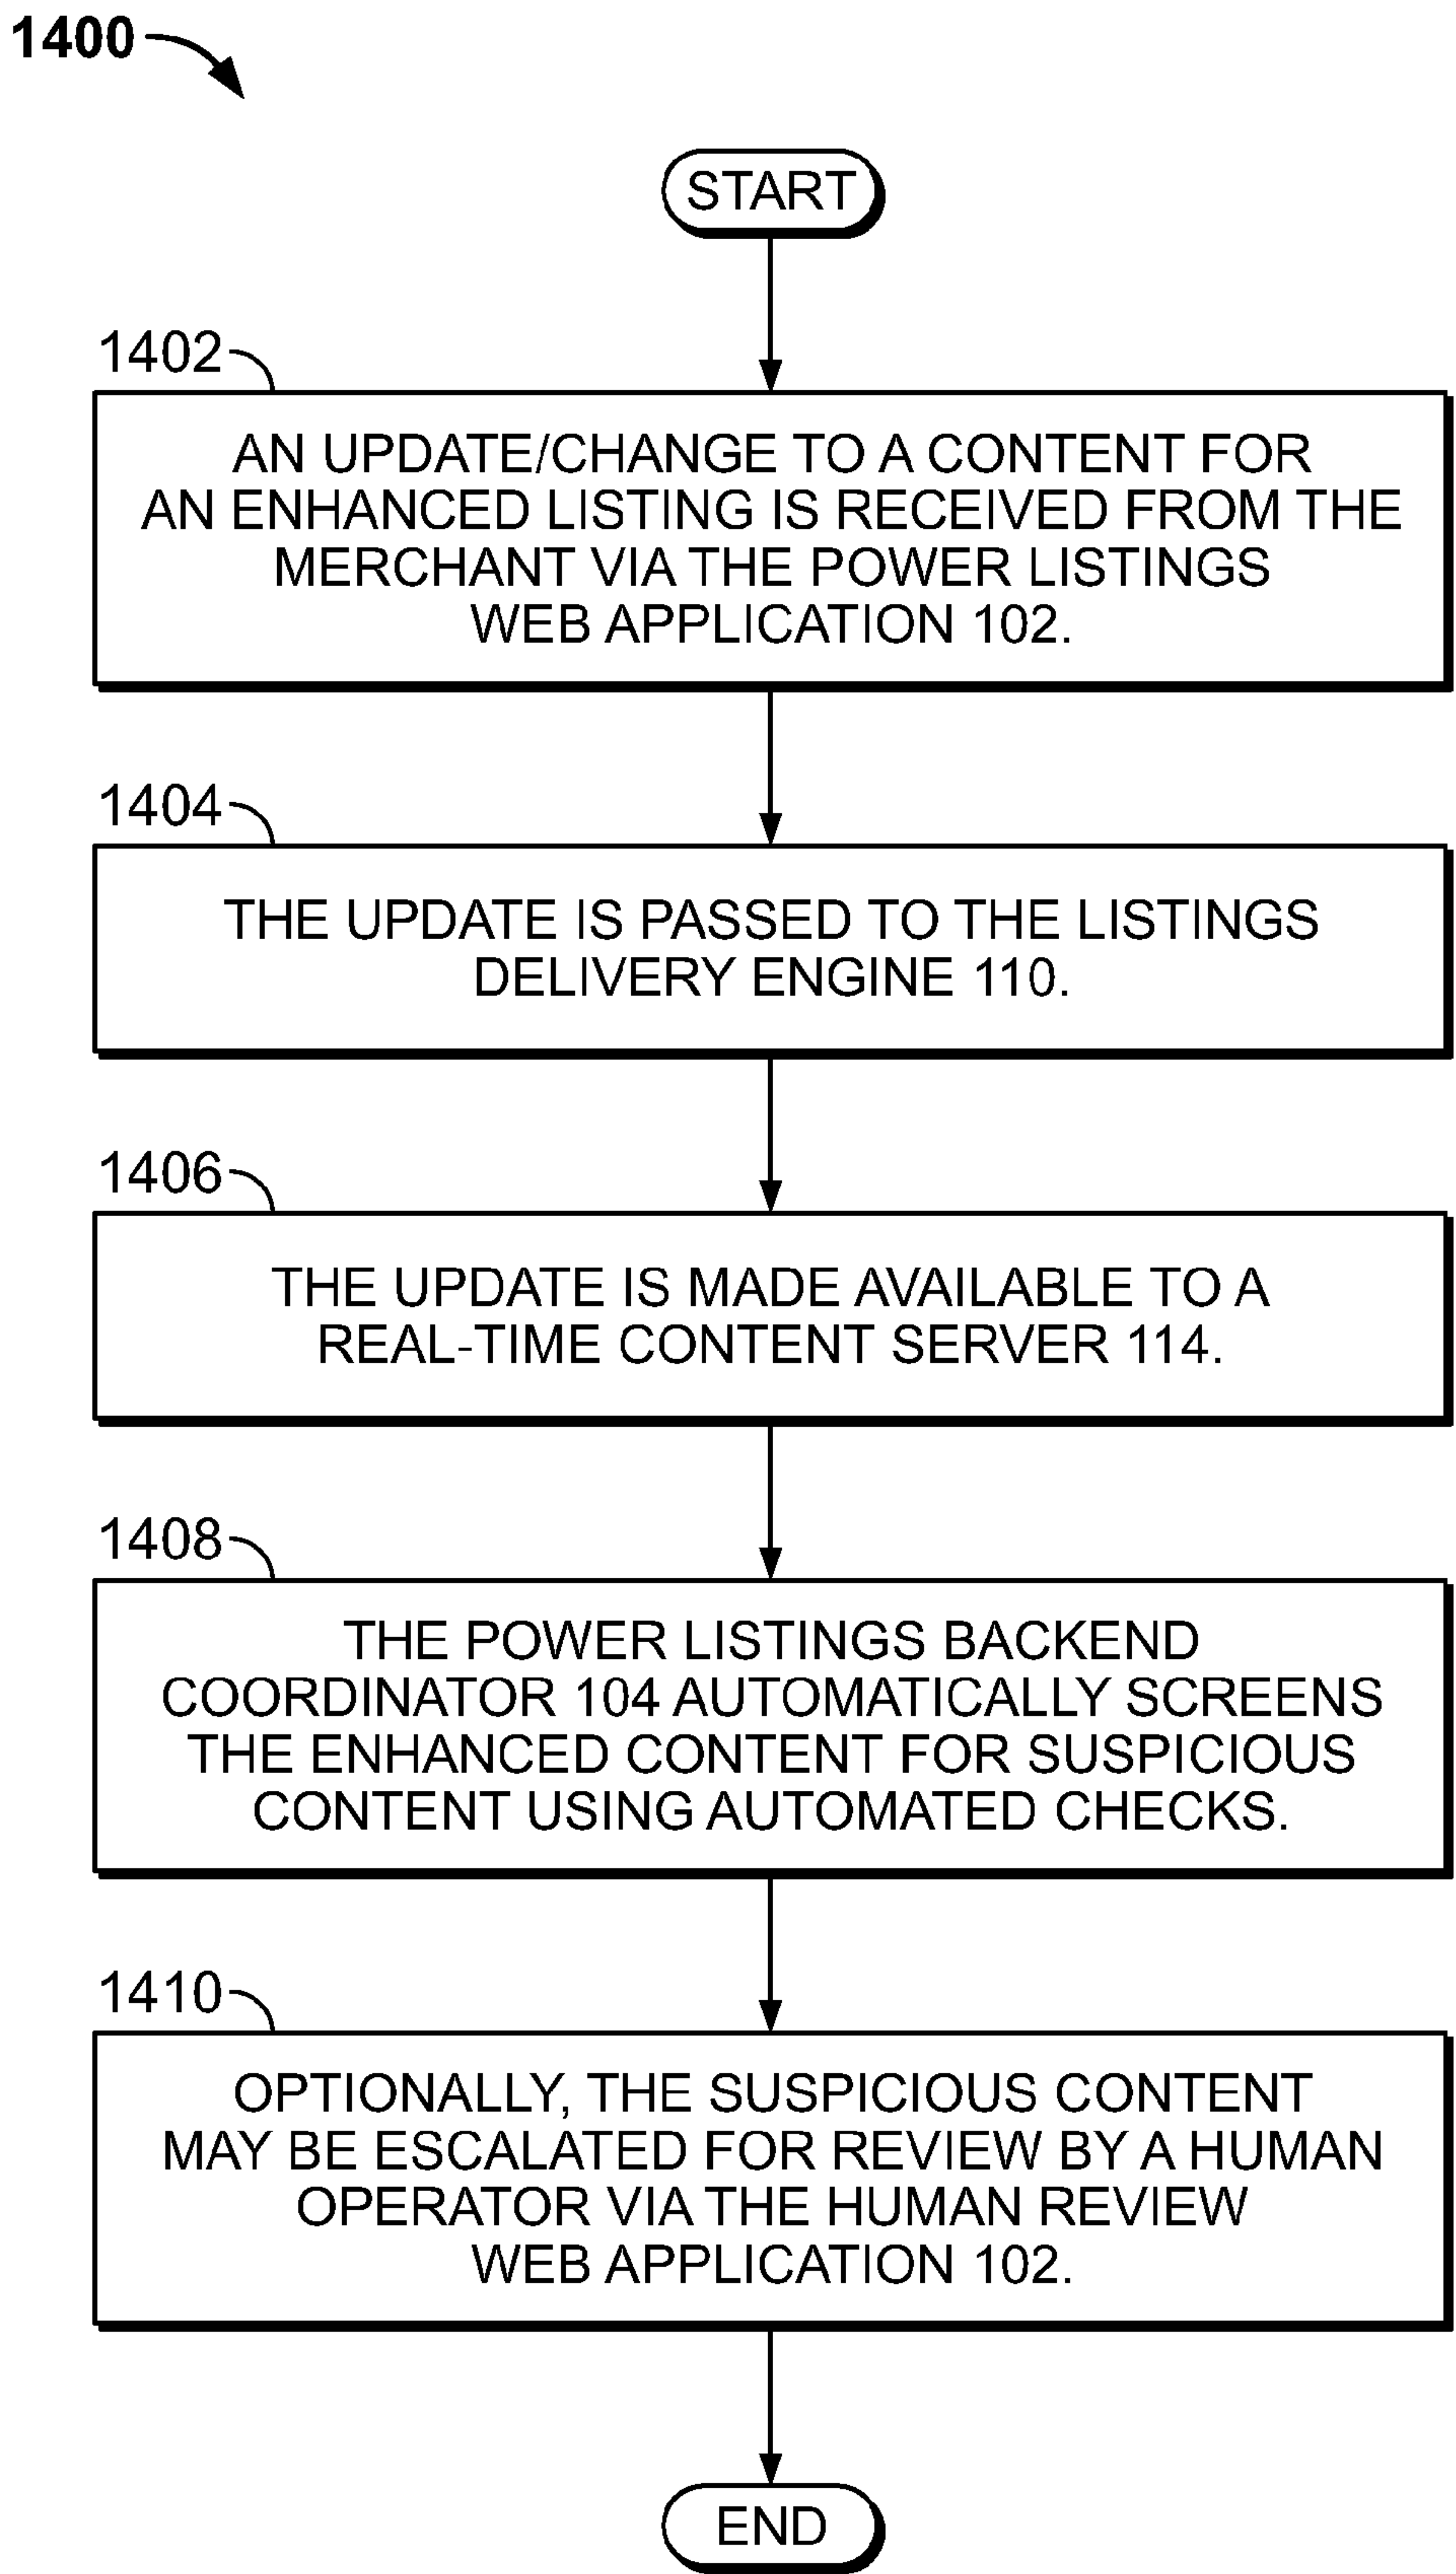 1400
START
1402
AN UPDATE/CHANGE TO A CONTENT FOR
AN ENHANCED LISTING IS RECEIVED FROM THE
MERCHANT VIA THE POWER LISTINGS
WEB APPLICATION 102.
1404
THE UPDATE IS PASSED TO THE LISTINGS
DELIVERY ENGINE 110.
1406
THE UPDATE IS MADE AVAILABLE TO A
REAL-TIME CONTENT SERVER 114.
1408
THE POWER LISTINGS BACKEND
COORDINATOR 104 AUTOMATICALLY SCREENS
THE ENHANCED CONTENT FOR SUSPICIOUS
CONTENT USING AUTOMATED CHECKS.
1410
OPTIONALLY, THE SUSPICIOUS CONTENT
MAY BE ESCALATED FOR REVIEW BY A HUMAN
OPERATOR VIA THE HUMAN REVIEW
WEB APPLICATION 102.
END